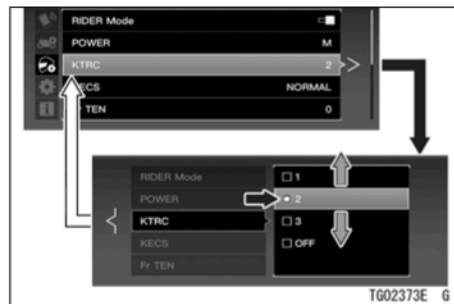 RIDER Mode
POWER M
KTRC 2
KECS NORMAL
Fr TEN 0
RIDER Mode
POWER
KTRC
KECS
Fr TEN
1
2
3
OFF
TG02373E G